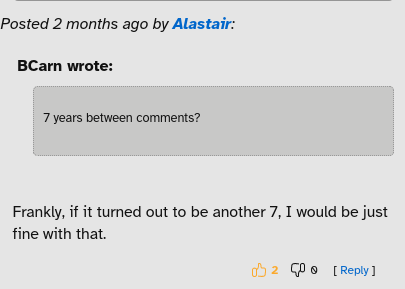 Posted 2 months ago by Alastair:
BCarn wrote:
7 years between comments?
Frankly, if it turned out to be another 7, I would be just
fine with that.
2 0 [ Reply ]